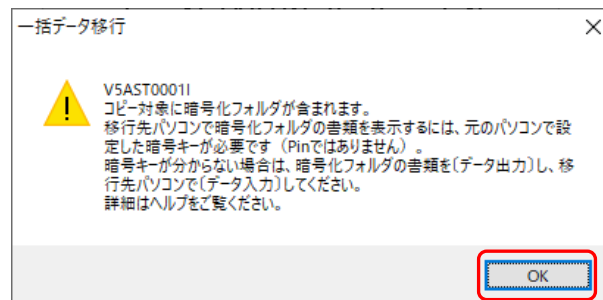 一括データ移行
V5AST0001I
コピー対象に暗号化フォルダが含まれます。
移行先パソコンで暗号化フォルダの書類を表示するには、元のパソコンで設
定した暗号キーが必要です（Pinではありません）。
暗号キーが分からない場合は、暗号化フォルダの書類を〔データ出力〕し、移
行先パソコンで〔データ入力〕してください。
詳細はヘルプをご覧ください。
OK